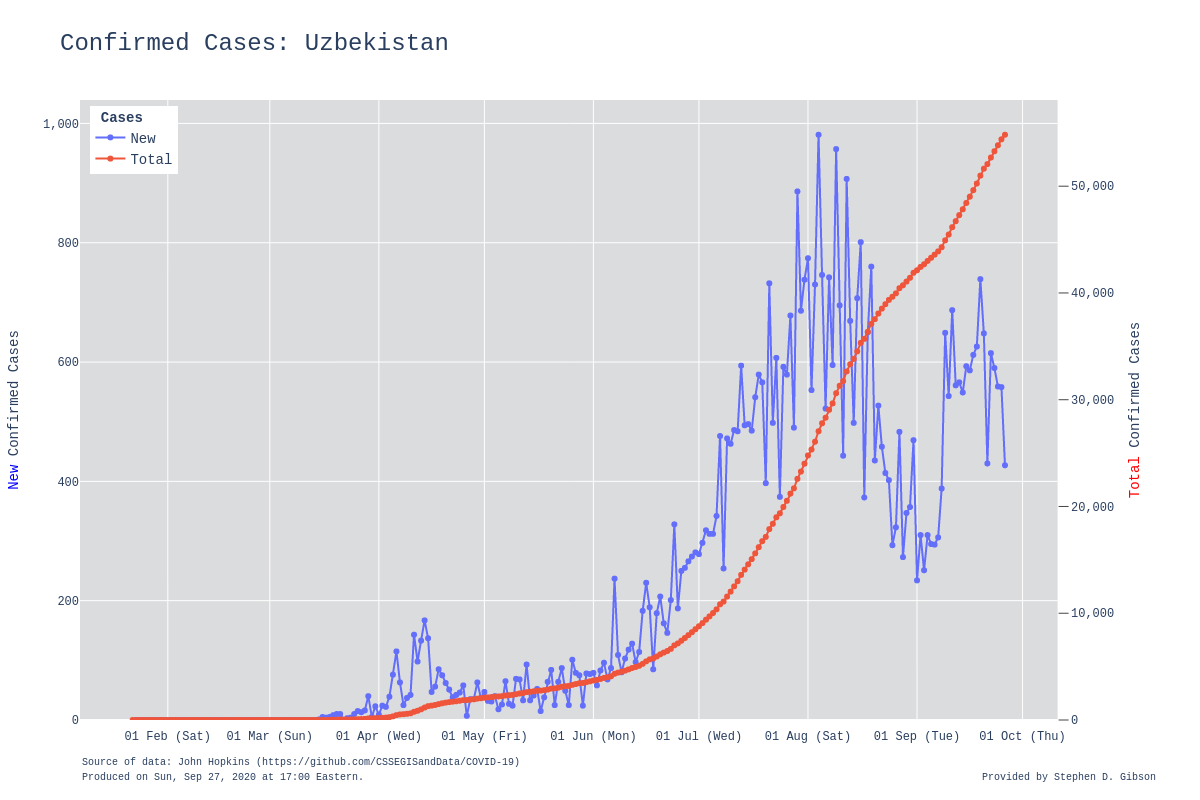 Confirmed Cases: Uzbekistan
Cases
New
Total
1,000
800
600
400
200
0
50,000
40,000
30,000
20,000
10,000
0
New Confirmed Cases
Total Confirmed Cases
01 Feb (Sat) 01 Mar (Sun) 01 Apr (Wed) 01 May (Fri) 01 Jun (Mon) 01 Jul (Wed) 01 Aug (Sat) 01 Sep (Tue) 01 Oct (Thu)
Source of data: John Hopkins (https://github.com/CSSEGISandData/COVID-19)
Produced on Sun, Sep 27, 2020 at 17:00 Eastern.
Provided by Stephen D. Gibson